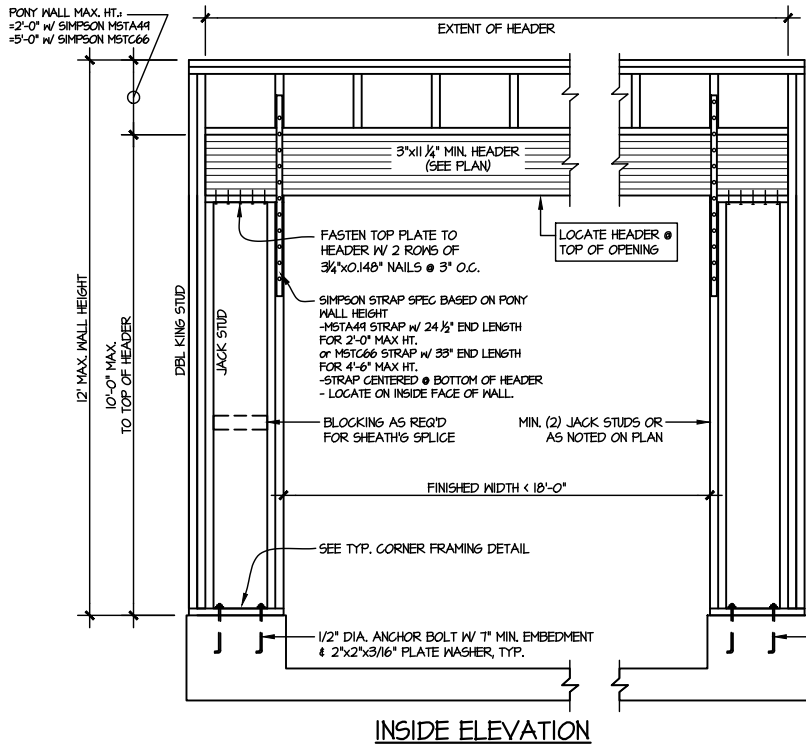 PONY WALL MAX. HT.:
=2'-0" W/ SIMPSON MSTA49
=5'-0" W/ SIMPSON MSTC66
EXTENT OF HEADER
3"x11 1/4" MIN. HEADER
(SEE PLAN)
FASTEN TOP PLATE TO
HEADER W/ 2 ROWS OF
3 1/4"x0.148" NAILS @ 3" O.C.
LOCATE HEADER @
TOP OF OPENING
SIMPSON STRAP SPEC BASED ON PONY
WALL HEIGHT
-MSTA49 STRAP W/ 24 1/2" END LENGTH
FOR 2'-0" MAX HT.
or MSTC66 STRAP W/ 33" END LENGTH
FOR 4'-6" MAX HT.
-STRAP CENTERED @ BOTTOM OF HEADER
- LOCATE ON INSIDE FACE OF WALL.
12' MAX. WALL HEIGHT
10'-0" MAX.
TO TOP OF HEADER
DBL KING STUD
JACK STUD
BLOCKING AS REQ'D
FOR SHEATH'G SPLICE
MIN. (2) JACK STUDS OR
AS NOTED ON PLAN
FINISHED WIDTH < 18'-0"
SEE TYP. CORNER FRAMING DETAIL
1/2" DIA. ANCHOR BOLT W/ 7" MIN. EMBEDMENT
& 2"x2"x3/16" PLATE WASHER, TYP.
INSIDE ELEVATION